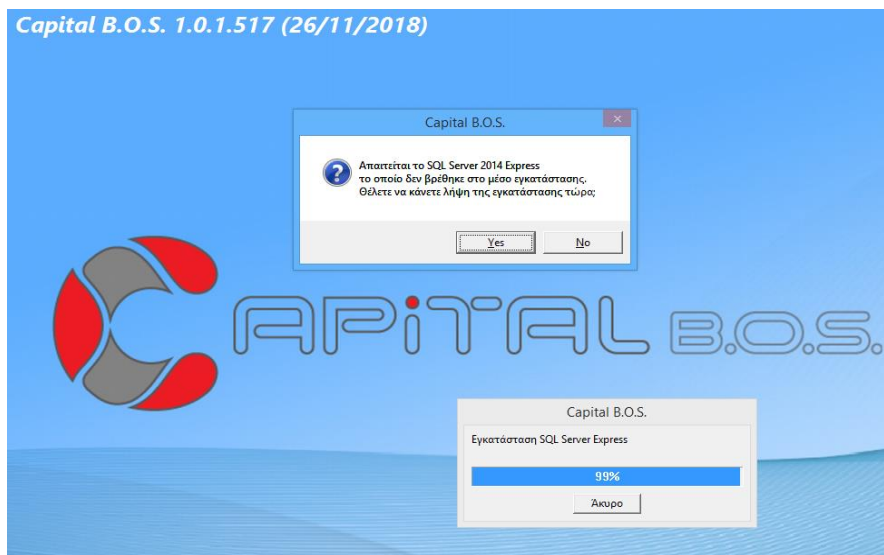 Capital B.O.S. 1.0.1.517 (26/11/2018)
Capital B.O.S.
Απαιτείται το SQL Server 2014 Express
το οποίο δεν βρέθηκε στο μέσο εγκατάστασης.
Θέλετε να κάνετε λήψη της εγκατάστασης τώρα;
Yes No
CAPiTAL B.O.S.
Capital B.O.S.
Εγκατάσταση SQL Server Express
99%
Άκυρο